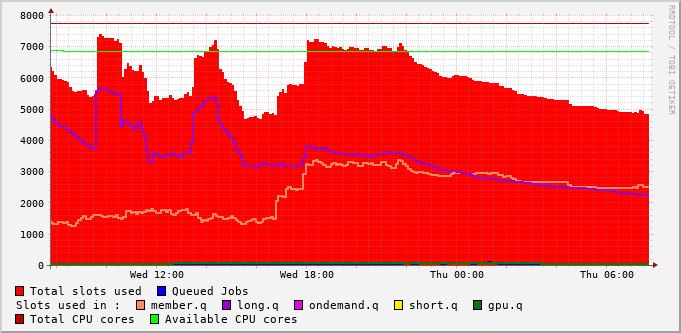 8000
7000
6000
5000
4000
3000
2000
1000
0
Wed 12:00 Wed 18:00 Thu 00:00 Thu 06:00
Total slots used Queued Jobs
Slots used in : member.q long.q ondemand.q short.q gpu.q
Total CPU cores Available CPU cores
RRDTOOL / TOBI OETIKER